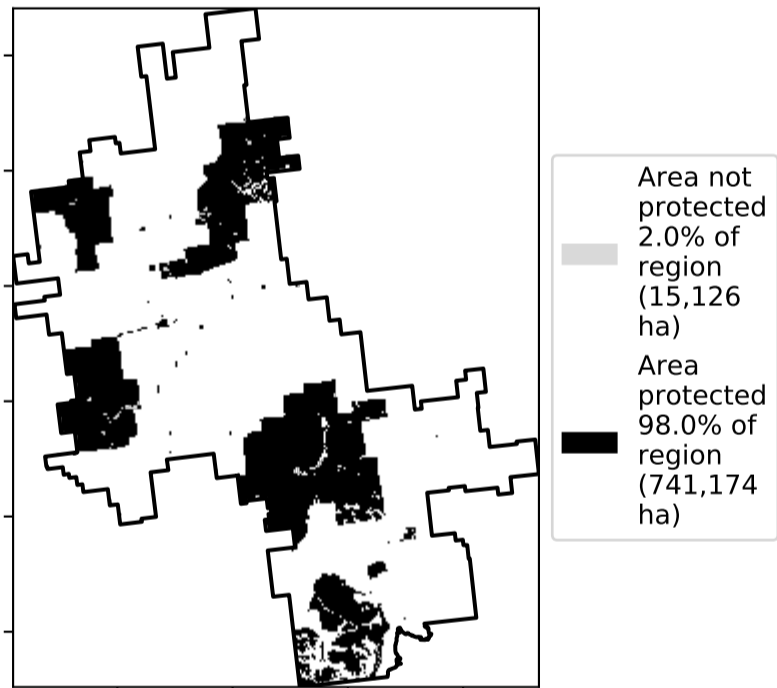 Area not
protected
2.0% of
region
(15,126
ha)
Area
protected
98.0% of
region
(741,174
ha)